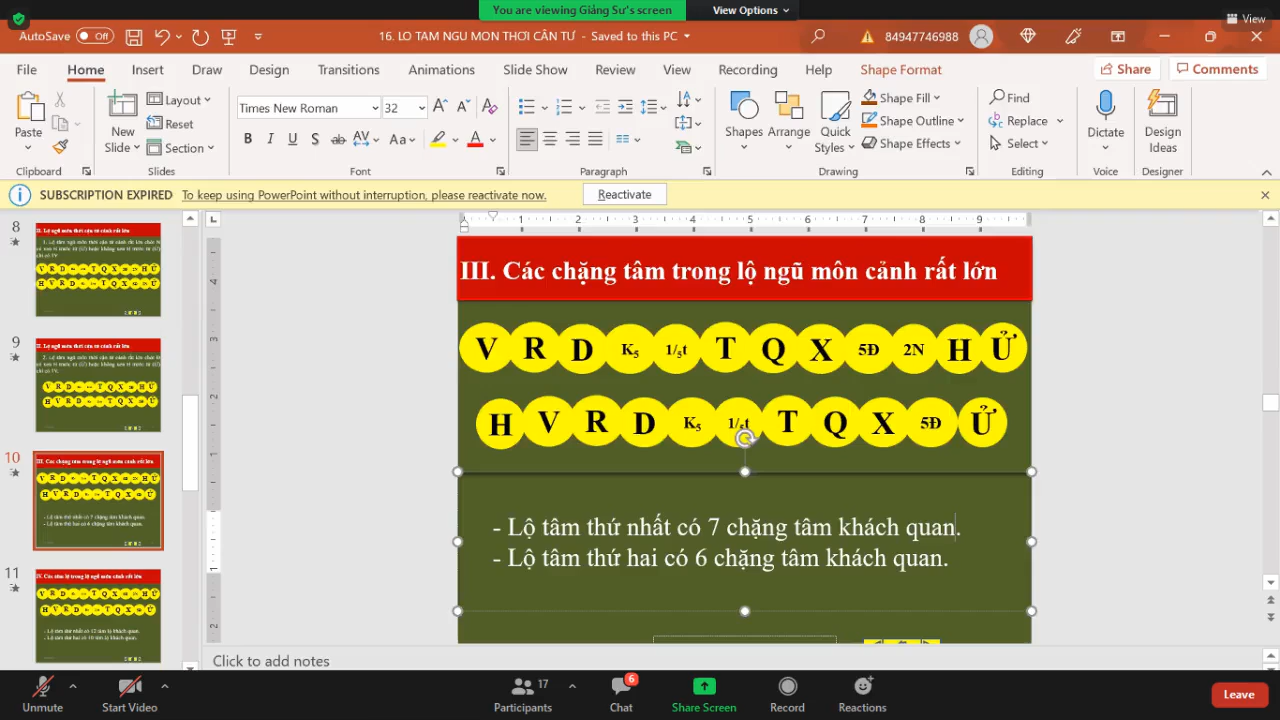 You are viewing Giảng Sư's screen
View Options
View
AutoSave Off
16. LO TAM NGU MON THƠI CẬN TƯ - Saved to this PC
84947746988
File Home Insert Draw Design Transitions Animations Slide Show Review View Recording Help Shape Format Share Comments
Paste
Clipboard
New Slide
Layout
Reset
Section
Slides
Times New Roman 32
Font
Paragraph
Shapes
Arrange
Quick Styles
Shape Fill
Shape Outline
Shape Effects
Drawing
Find
Replace
Select
Editing
Dictate
Voice
Design Ideas
Designer
SUBSCRIPTION EXPIRED To keep using PowerPoint without interruption, please reactivate now. Reactivate
8
9
10
11
III. Các chặng tâm trong lộ ngũ môn cảnh rất lớn
V R D K5 1/5t T Q X 5Đ 2N H Ử
H V R D K5 1/5t T Q X 5Đ Ử
- Lộ tâm thứ nhất có 7 chặng tâm khách quan.
- Lộ tâm thứ hai có 6 chặng tâm khách quan.
Click to add notes
Unmute
Start Video
17
Participants
6
Chat
Share Screen
Record
Reactions
Leave